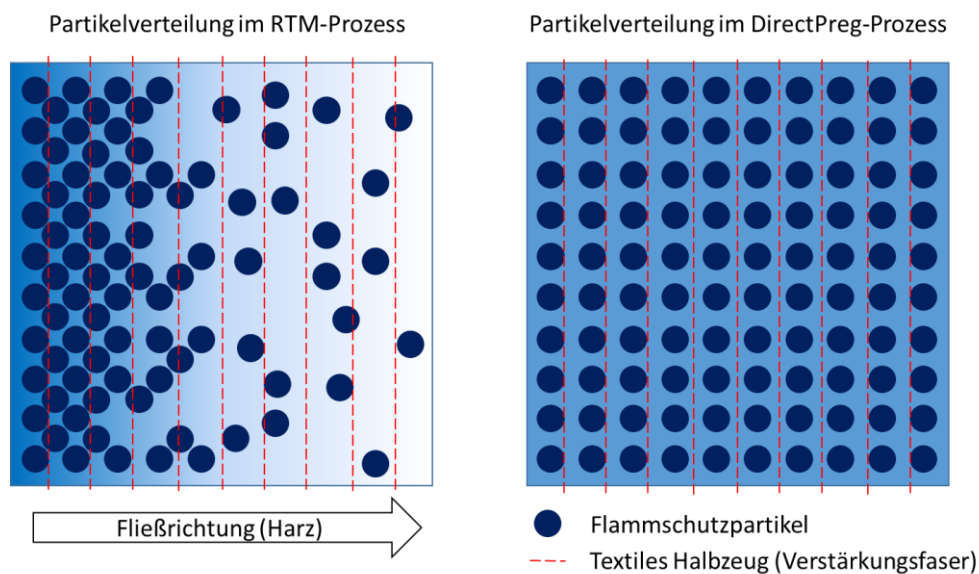 Partikelverteilung im RTM-Prozess
Partikelverteilung im DirectPreg-Prozess
Fließrichtung (Harz)
Flammschutzpartikel
Textiles Halbzeug (Verstärkungsfaser)